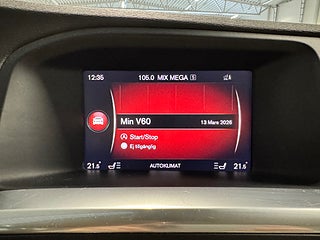 12:35 105.0 MIX MEGA S
Min V60 13 Mars 2026
Start/Stop
Ej tillgänglig
21.5° AUTOKLIMAT 21.5°